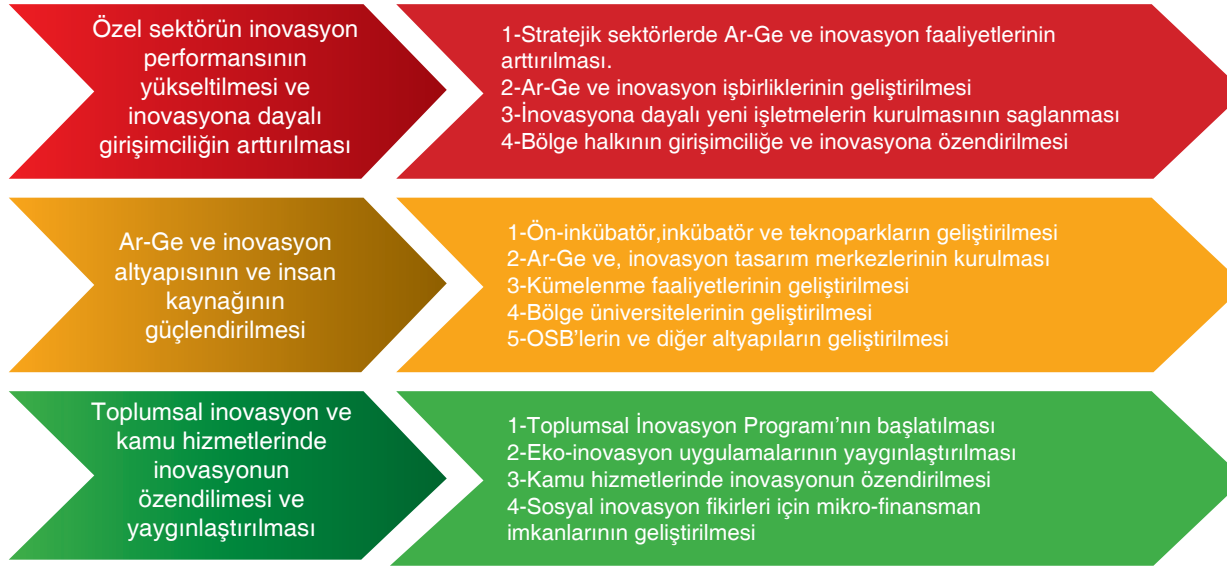 Özel sektörün inovasyon
performansının
yükseltilmesi ve
inovasyona dayalı
girişimciliğin arttırılması
1-Stratejik sektörlerde Ar-Ge ve inovasyon faaliyetlerinin
arttırılması.
2-Ar-Ge ve inovasyon işbirliklerinin geliştirilmesi
3-İnovasyona dayalı yeni işletmelerin kurulmasının saglanması
4-Bölge halkının girişimciliğe ve inovasyona özendirilmesi
Ar-Ge ve inovasyon
altyapısının ve insan
kaynağının
güçlendirilmesi
1-Ön-inkübatör,inkübatör ve teknoparkların geliştirilmesi
2-Ar-Ge ve, inovasyon tasarım merkezlerinin kurulması
3-Kümelenme faaliyetlerinin geliştirilmesi
4-Bölge üniversitelerinin geliştirilmesi
5-OSB'lerin ve diğer altyapıların geliştirilmesi
Toplumsal inovasyon ve
kamu hizmetlerinde
inovasyonun
özendilimesi ve
yaygınlaştırılması
1-Toplumsal İnovasyon Programı'nın başlatılması
2-Eko-inovasyon uygulamalarının yaygınlaştırılması
3-Kamu hizmetlerinde inovasyonun özendirilmesi
4-Sosyal inovasyon fikirleri için mikro-finansman
imkanlarının geliştirilmesi